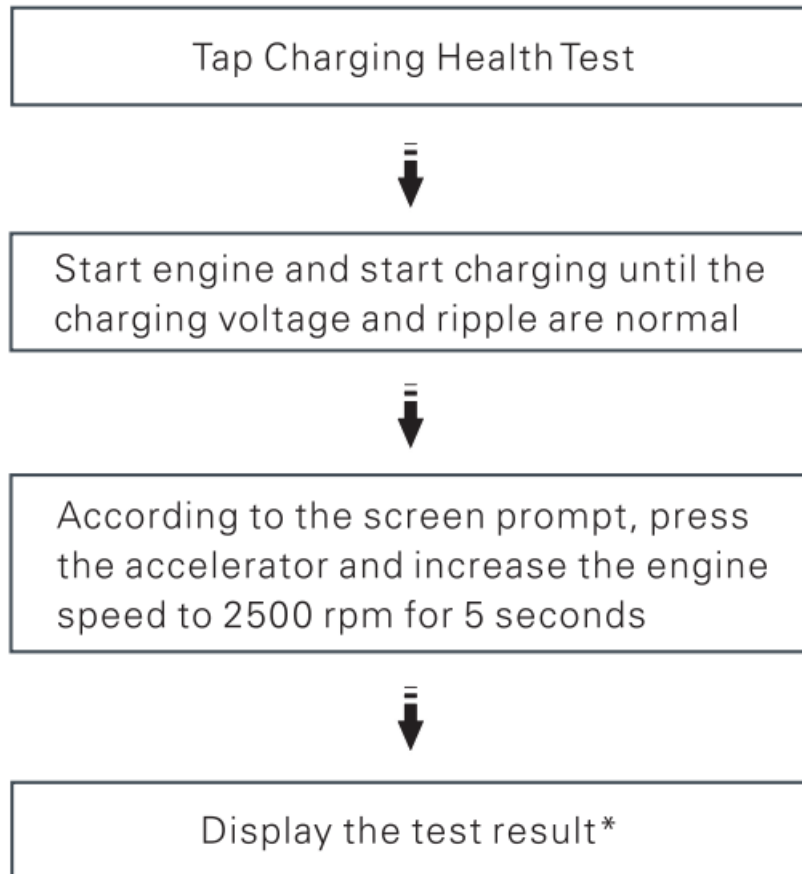 Tap Charging Health Test
Start engine and start charging until the
charging voltage and ripple are normal
According to the screen prompt, press
the accelerator and increase the engine
speed to 2500 rpm for 5 seconds
Display the test result*